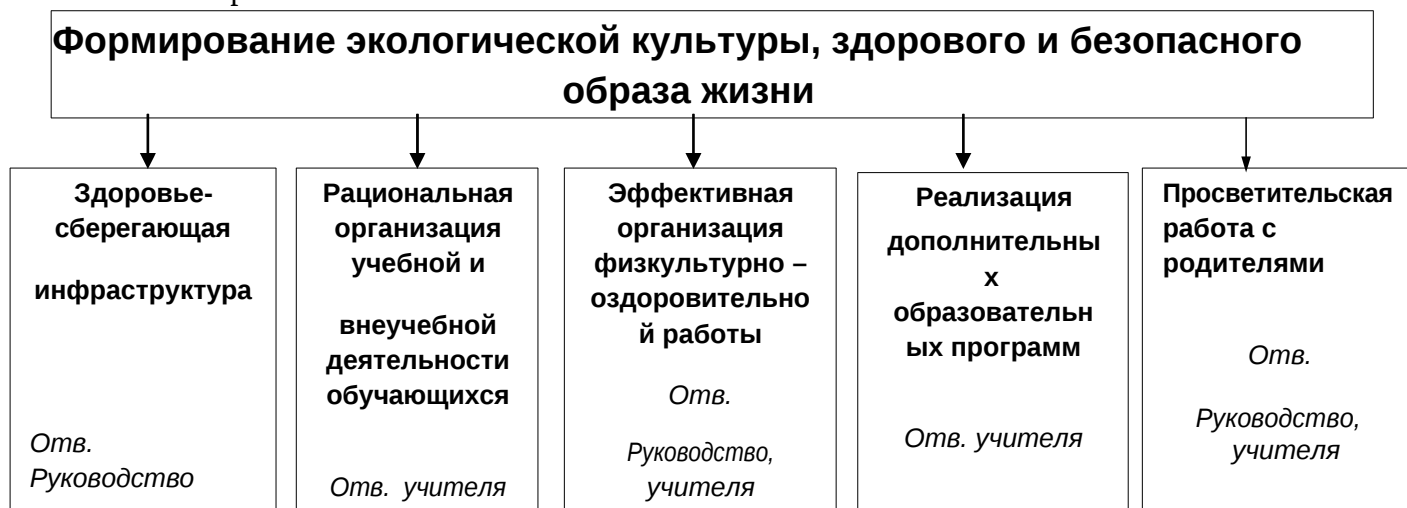 Формирование экологической культуры, здорового и безопасного
образа жизни
Здоровье-
сберегающая
инфраструктура
Отв.
Руководство
Рациональная
организация
учебной и
внеучебной
деятельности
обучающихся
Отв. учителя
Эффективная
организация
физкультурно –
оздоровительно
й работы
Отв.
Руководство,
учителя
Реализация
дополнительны
х
образовательн
ых программ
Отв. учителя
Просветительская
работа с
родителями
Отв.
Руководство,
учителя